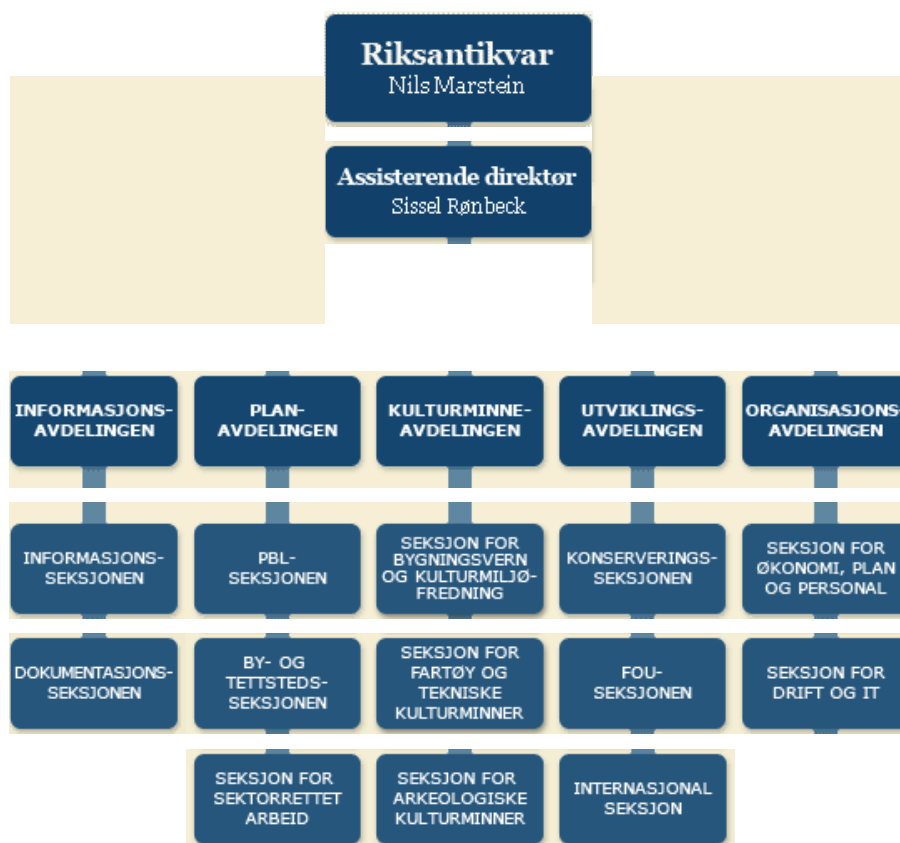 Riksantikvar
Nils Marstein
Assisterende direktør
Sissel Rønbeck
INFORMASJONS-
AVDELINGEN
PLAN-
AVDELINGEN
KULTURMINNE-
AVDELINGEN
UTVIKLINGS-
AVDELINGEN
ORGANISASJONS-
AVDELINGEN
INFORMASJONS-
SEKSJONEN
PBL-
SEKSJONEN
SEKSJON FOR
BYGNINGSVERN
OG KULTURMILJØ-
FREDNING
KONSERVERINGS-
SEKSJONEN
SEKSJON FOR
ØKONOMI, PLAN
OG PERSONAL
DOKUMENTASJONS-
SEKSJONEN
BY- OG
TETTSTEDS-
SEKSJONEN
SEKSJON FOR
FARTØY OG
TEKNISKE
KULTURMINNER
FOU-
SEKSJONEN
SEKSJON FOR
DRIFT OG IT
SEKSJON FOR
SEKTORRETTET
ARBEID
SEKSJON FOR
ARKEOLOGISKE
KULTURMINNER
INTERNASJONAL
SEKSJON